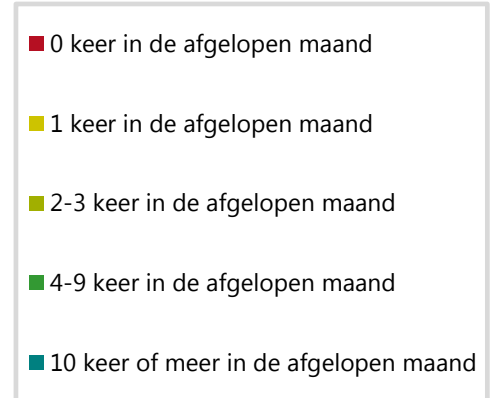 0 keer in de afgelopen maand
1 keer in de afgelopen maand
2-3 keer in de afgelopen maand
4-9 keer in de afgelopen maand
10 keer of meer in de afgelopen maand